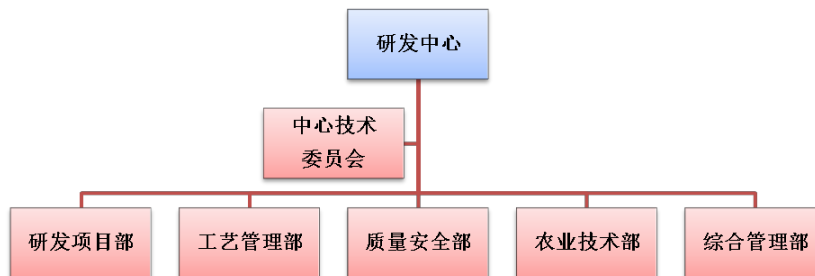 研发中心
中心技术
委员会
研发项目部
工艺管理部
质量安全部
农业技术部
综合管理部